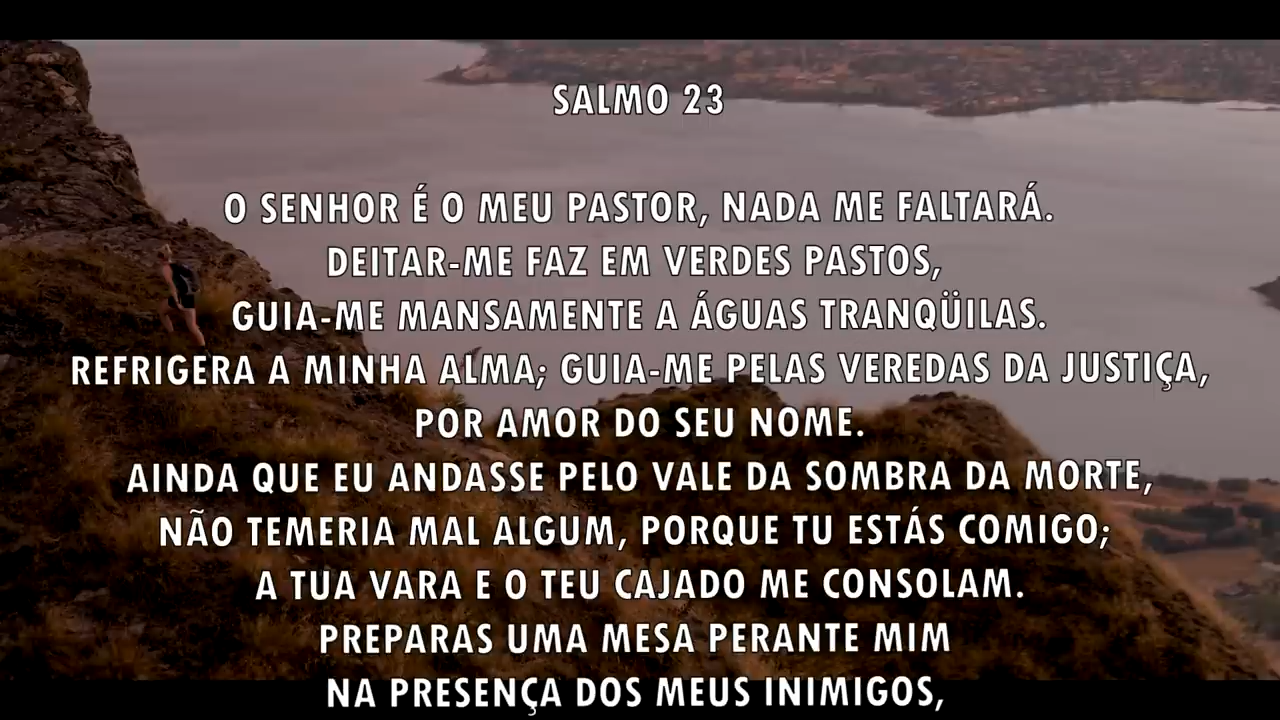 SALMO 23
O SENHOR É O MEU PASTOR, NADA ME FALTARÁ.
DEITAR-ME FAZ EM VERDES PASTOS,
GUIA-ME MANSAMENTE A ÁGUAS TRANQÜILAS.
REFRIGERA A MINHA ALMA; GUIA-ME PELAS VEREDAS DA JUSTIÇA,
POR AMOR DO SEU NOME.
AINDA QUE EU ANDASSE PELO VALE DA SOMBRA DA MORTE,
NÃO TEMERIA MAL ALGUM, PORQUE TU ESTÁS COMIGO;
A TUA VARA E O TEU CAJADO ME CONSOLAM.
PREPARAS UMA MESA PERANTE MIM
NA PRESENÇA DOS MEUS INIMIGOS,